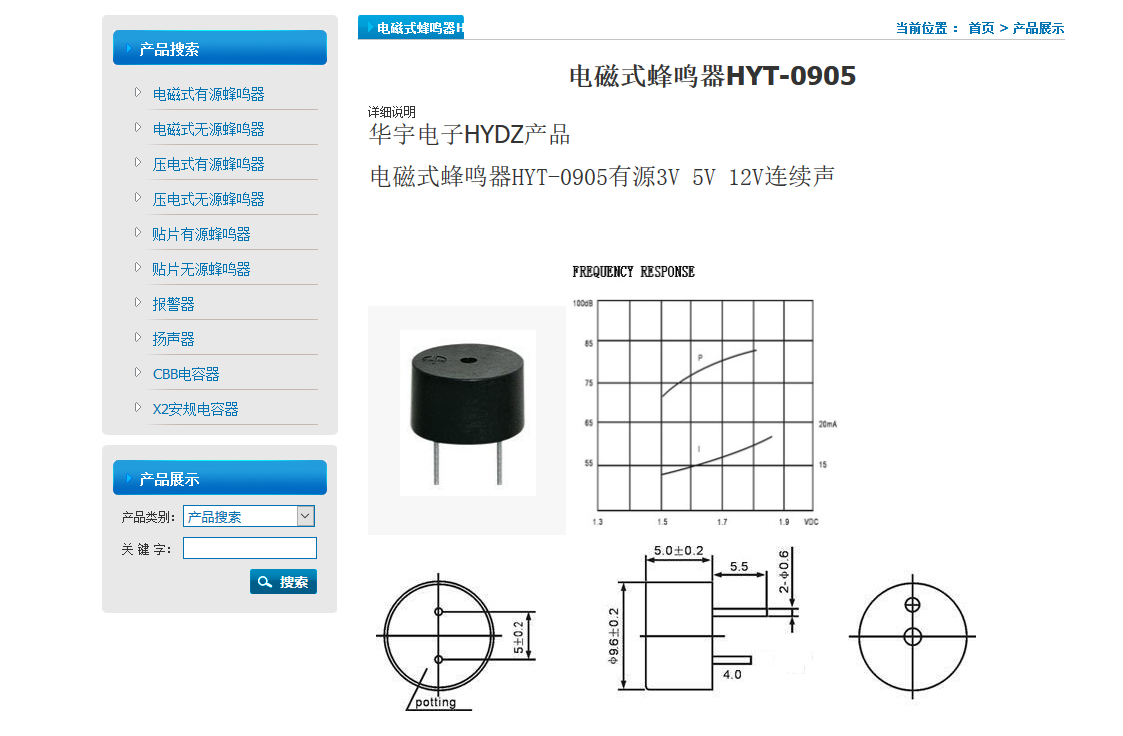 产品搜索
电磁式有源蜂鸣器
电磁式无源蜂鸣器
压电式有源蜂鸣器
压电式无源蜂鸣器
贴片有源蜂鸣器
贴片无源蜂鸣器
报警器
扬声器
CBB电容器
X2安规电容器
产品展示
产品类别：
产品搜索
关 键 字：
搜索
电磁式蜂鸣器H
当前位置 ： 首页 > 产品展示
电磁式蜂鸣器HYT-0905
详细说明
华宇电子HYDZ产品
电磁式蜂鸣器HYT-0905有源3V 5V 12V连续声
FREQUENCY RESPONSE
100dB
85
75
65
55
P
I
20mA
15
1.3 1.5 1.7 1.9 VDC
5±0.2
potting
5.0±0.2
5.5
2-φ0.6
φ9.6±0.2
4.0